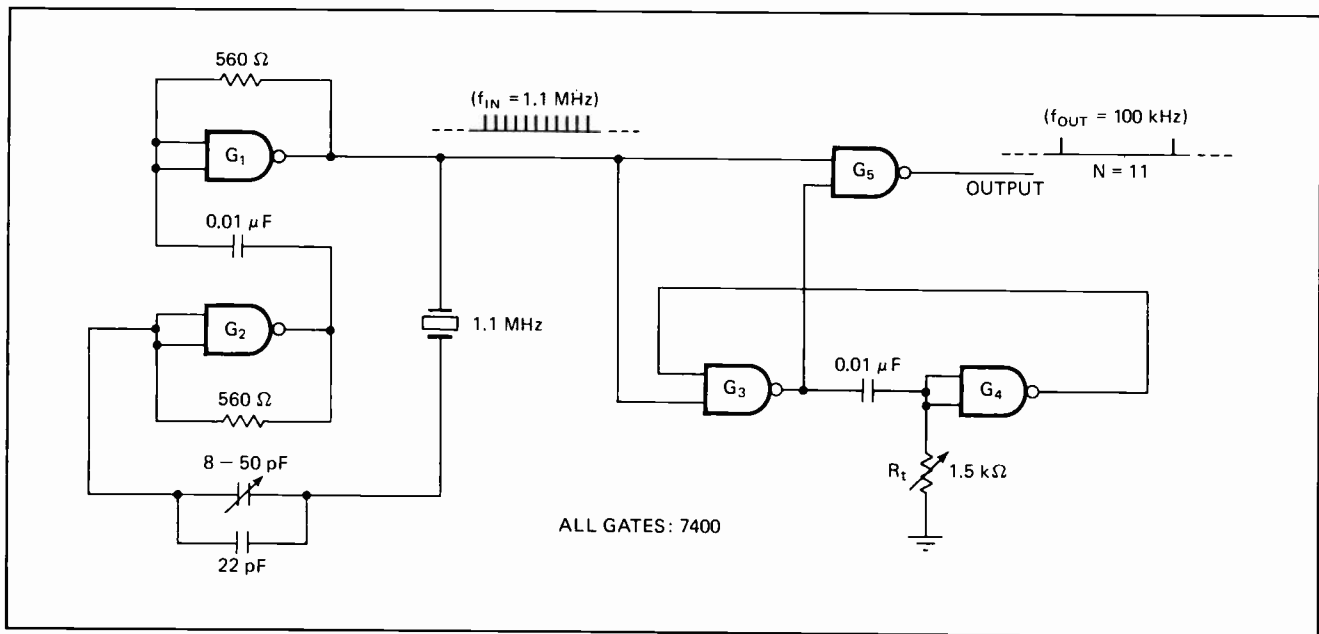 560 Ω
(fIN = 1.1 MHz)
(fOUT = 100 kHz)
G1
G5
OUTPUT
N = 11
0.01 μF
G2
1.1 MHz
0.01 μF
G3
G4
560 Ω
8 – 50 pF
Rt
1.5 kΩ
ALL GATES: 7400
22 pF